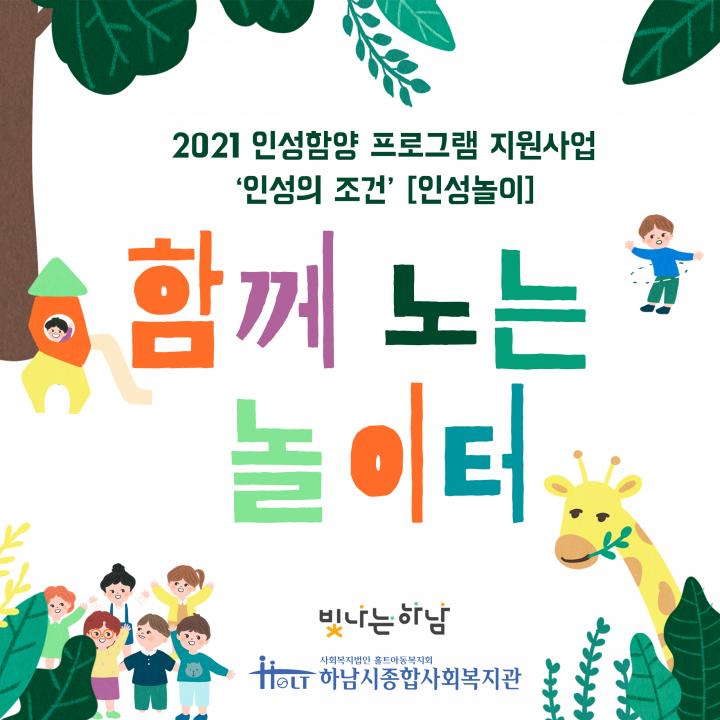 2021 인성함양 프로그램 지원사업
‘인성의 조건’ [인성놀이]
함께 노는
놀이터
빛나는하남
사회복지법인 홀트아동복지회
HOLT 하남시종합사회복지관